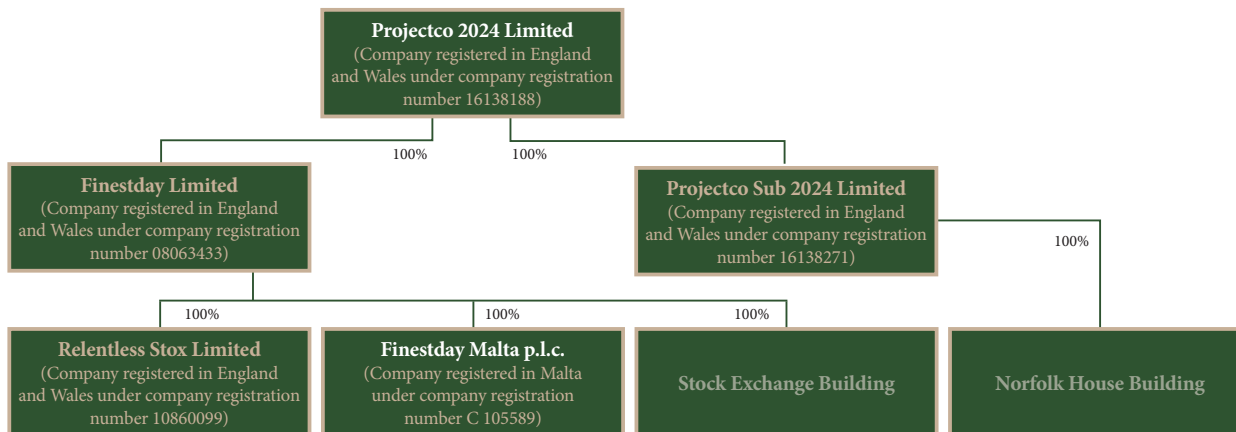 Projectco 2024 Limited
(Company registered in England
and Wales under company registration
number 16138188)
100%
100%
Finestday Limited
(Company registered in England
and Wales under company registration
number 08063433)
Projectco Sub 2024 Limited
(Company registered in England
and Wales under company registration
number 16138271)
100%
100%
100%
100%
Relentless Stox Limited
(Company registered in England
and Wales under company registration
number 10860099)
Finestday Malta p.l.c.
(Company registered in Malta
under company registration
number C 105589)
Stock Exchange Building
Norfolk House Building